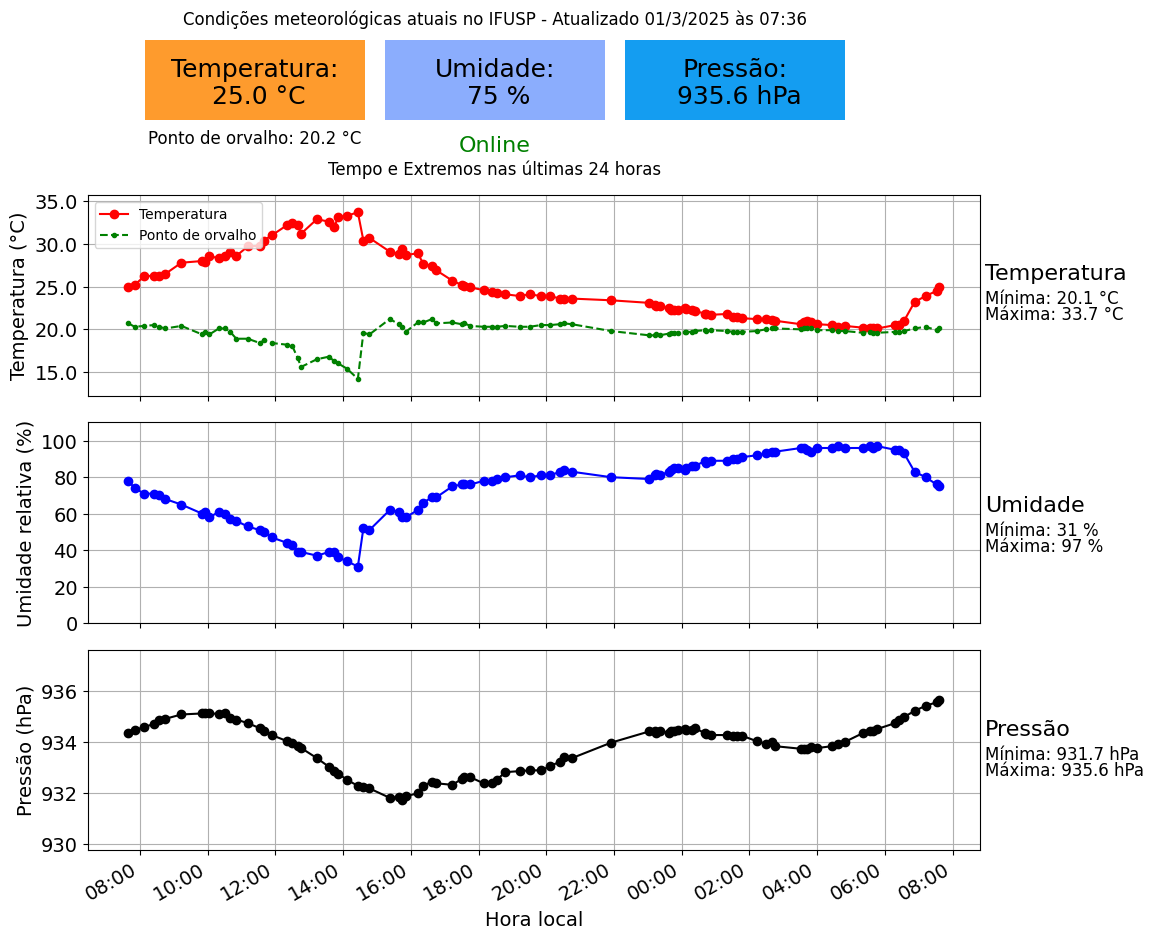 Condições meteorológicas atuais no IFUSP - Atualizado 01/3/2025 às 07:36
Temperatura:
25.0 °C
Umidade:
75 %
Pressão:
935.6 hPa
Ponto de orvalho: 20.2 °C
Online
Tempo e Extremos nas últimas 24 horas
Temperatura (°C)
35.0
30.0
25.0
20.0
15.0
Temperatura
Ponto de orvalho
Temperatura
Mínima: 20.1 °C
Máxima: 33.7 °C
Umidade relativa (%)
100
80
60
40
20
0
Umidade
Mínima: 31 %
Máxima: 97 %
Pressão (hPa)
936
934
932
930
Pressão
Mínima: 931.7 hPa
Máxima: 935.6 hPa
08:00 10:00 12:00 14:00 16:00 18:00 20:00 22:00 00:00 02:00 04:00 06:00 08:00
Hora local